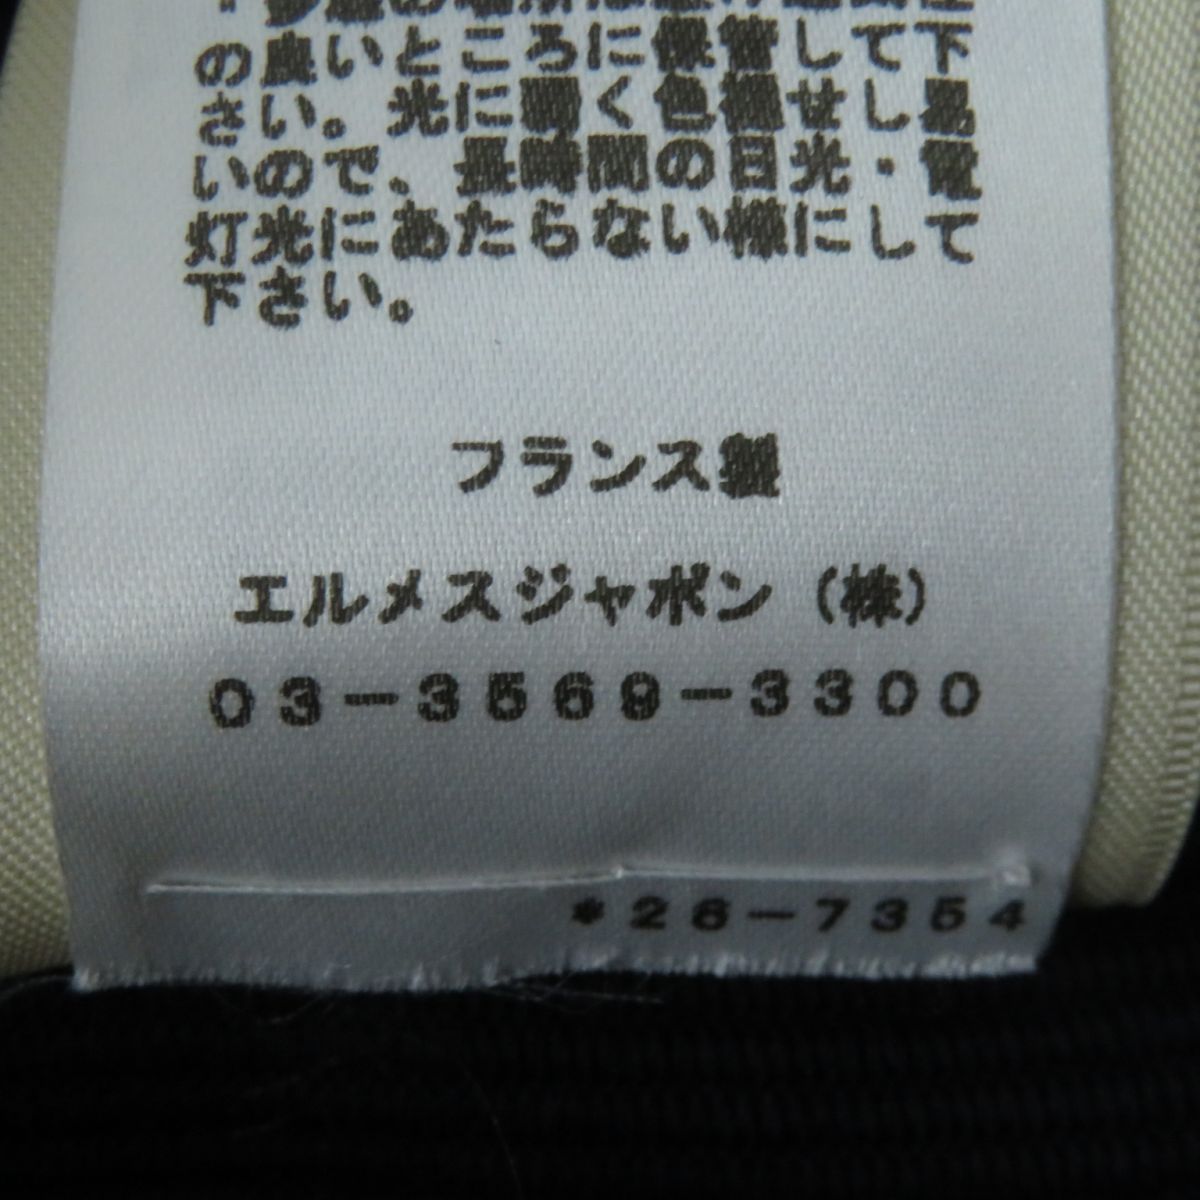 の良いところに保管して下
さい。光に弱く色褪せし易
いので、長時間の日光・電
灯光にあたらない様にして
下さい。
フランス製
エルメスジャポン（株）
03-3569-3300
*26-7354